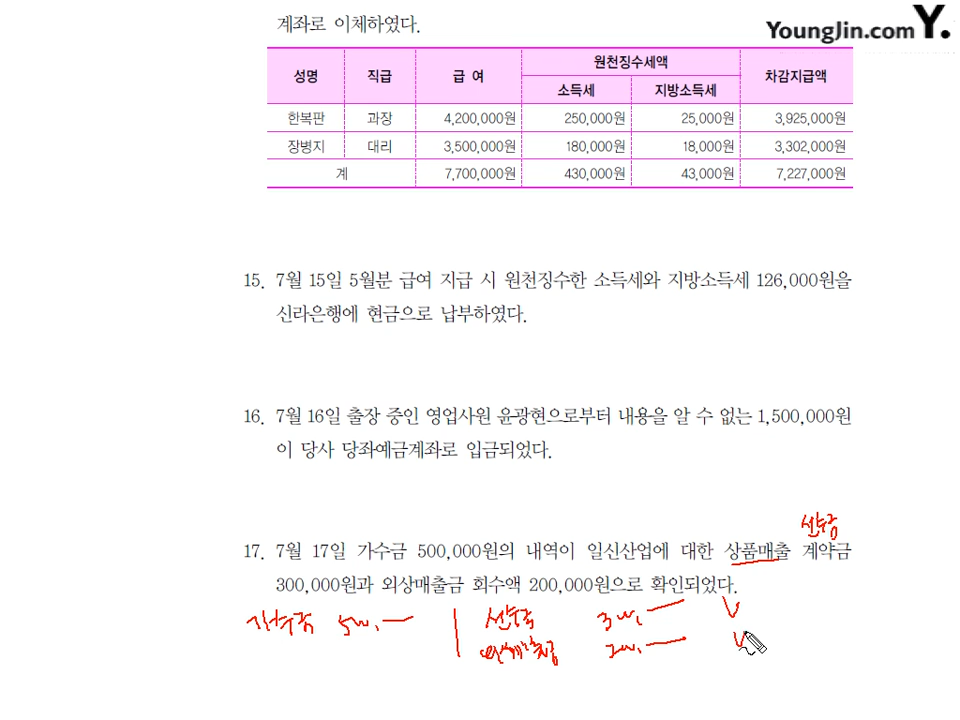 계좌로 이체하였다.
YoungJin.com Y.
성명 직급 급 여 원천징수세액 차감지급액
소득세 지방소득세
한복판 과장 4,200,000원 250,000원 25,000원 3,925,000원
장병지 대리 3,500,000원 180,000원 18,000원 3,302,000원
계 7,700,000원 430,000원 43,000원 7,227,000원
15. 7월 15일 5월분 급여 지급 시 원천징수한 소득세와 지방소득세 126,000원을
신라은행에 현금으로 납부하였다.
16. 7월 16일 출장 중인 영업사원 윤광현으로부터 내용을 알 수 없는 1,500,000원
이 당사 당좌예금계좌로 입금되었다.
선수금
17. 7월 17일 가수금 500,000원의 내역이 일신산업에 대한 상품매출 계약금
300,000원과 외상매출금 회수액 200,000원으로 확인되었다.
가수금 선수금
외상매출금